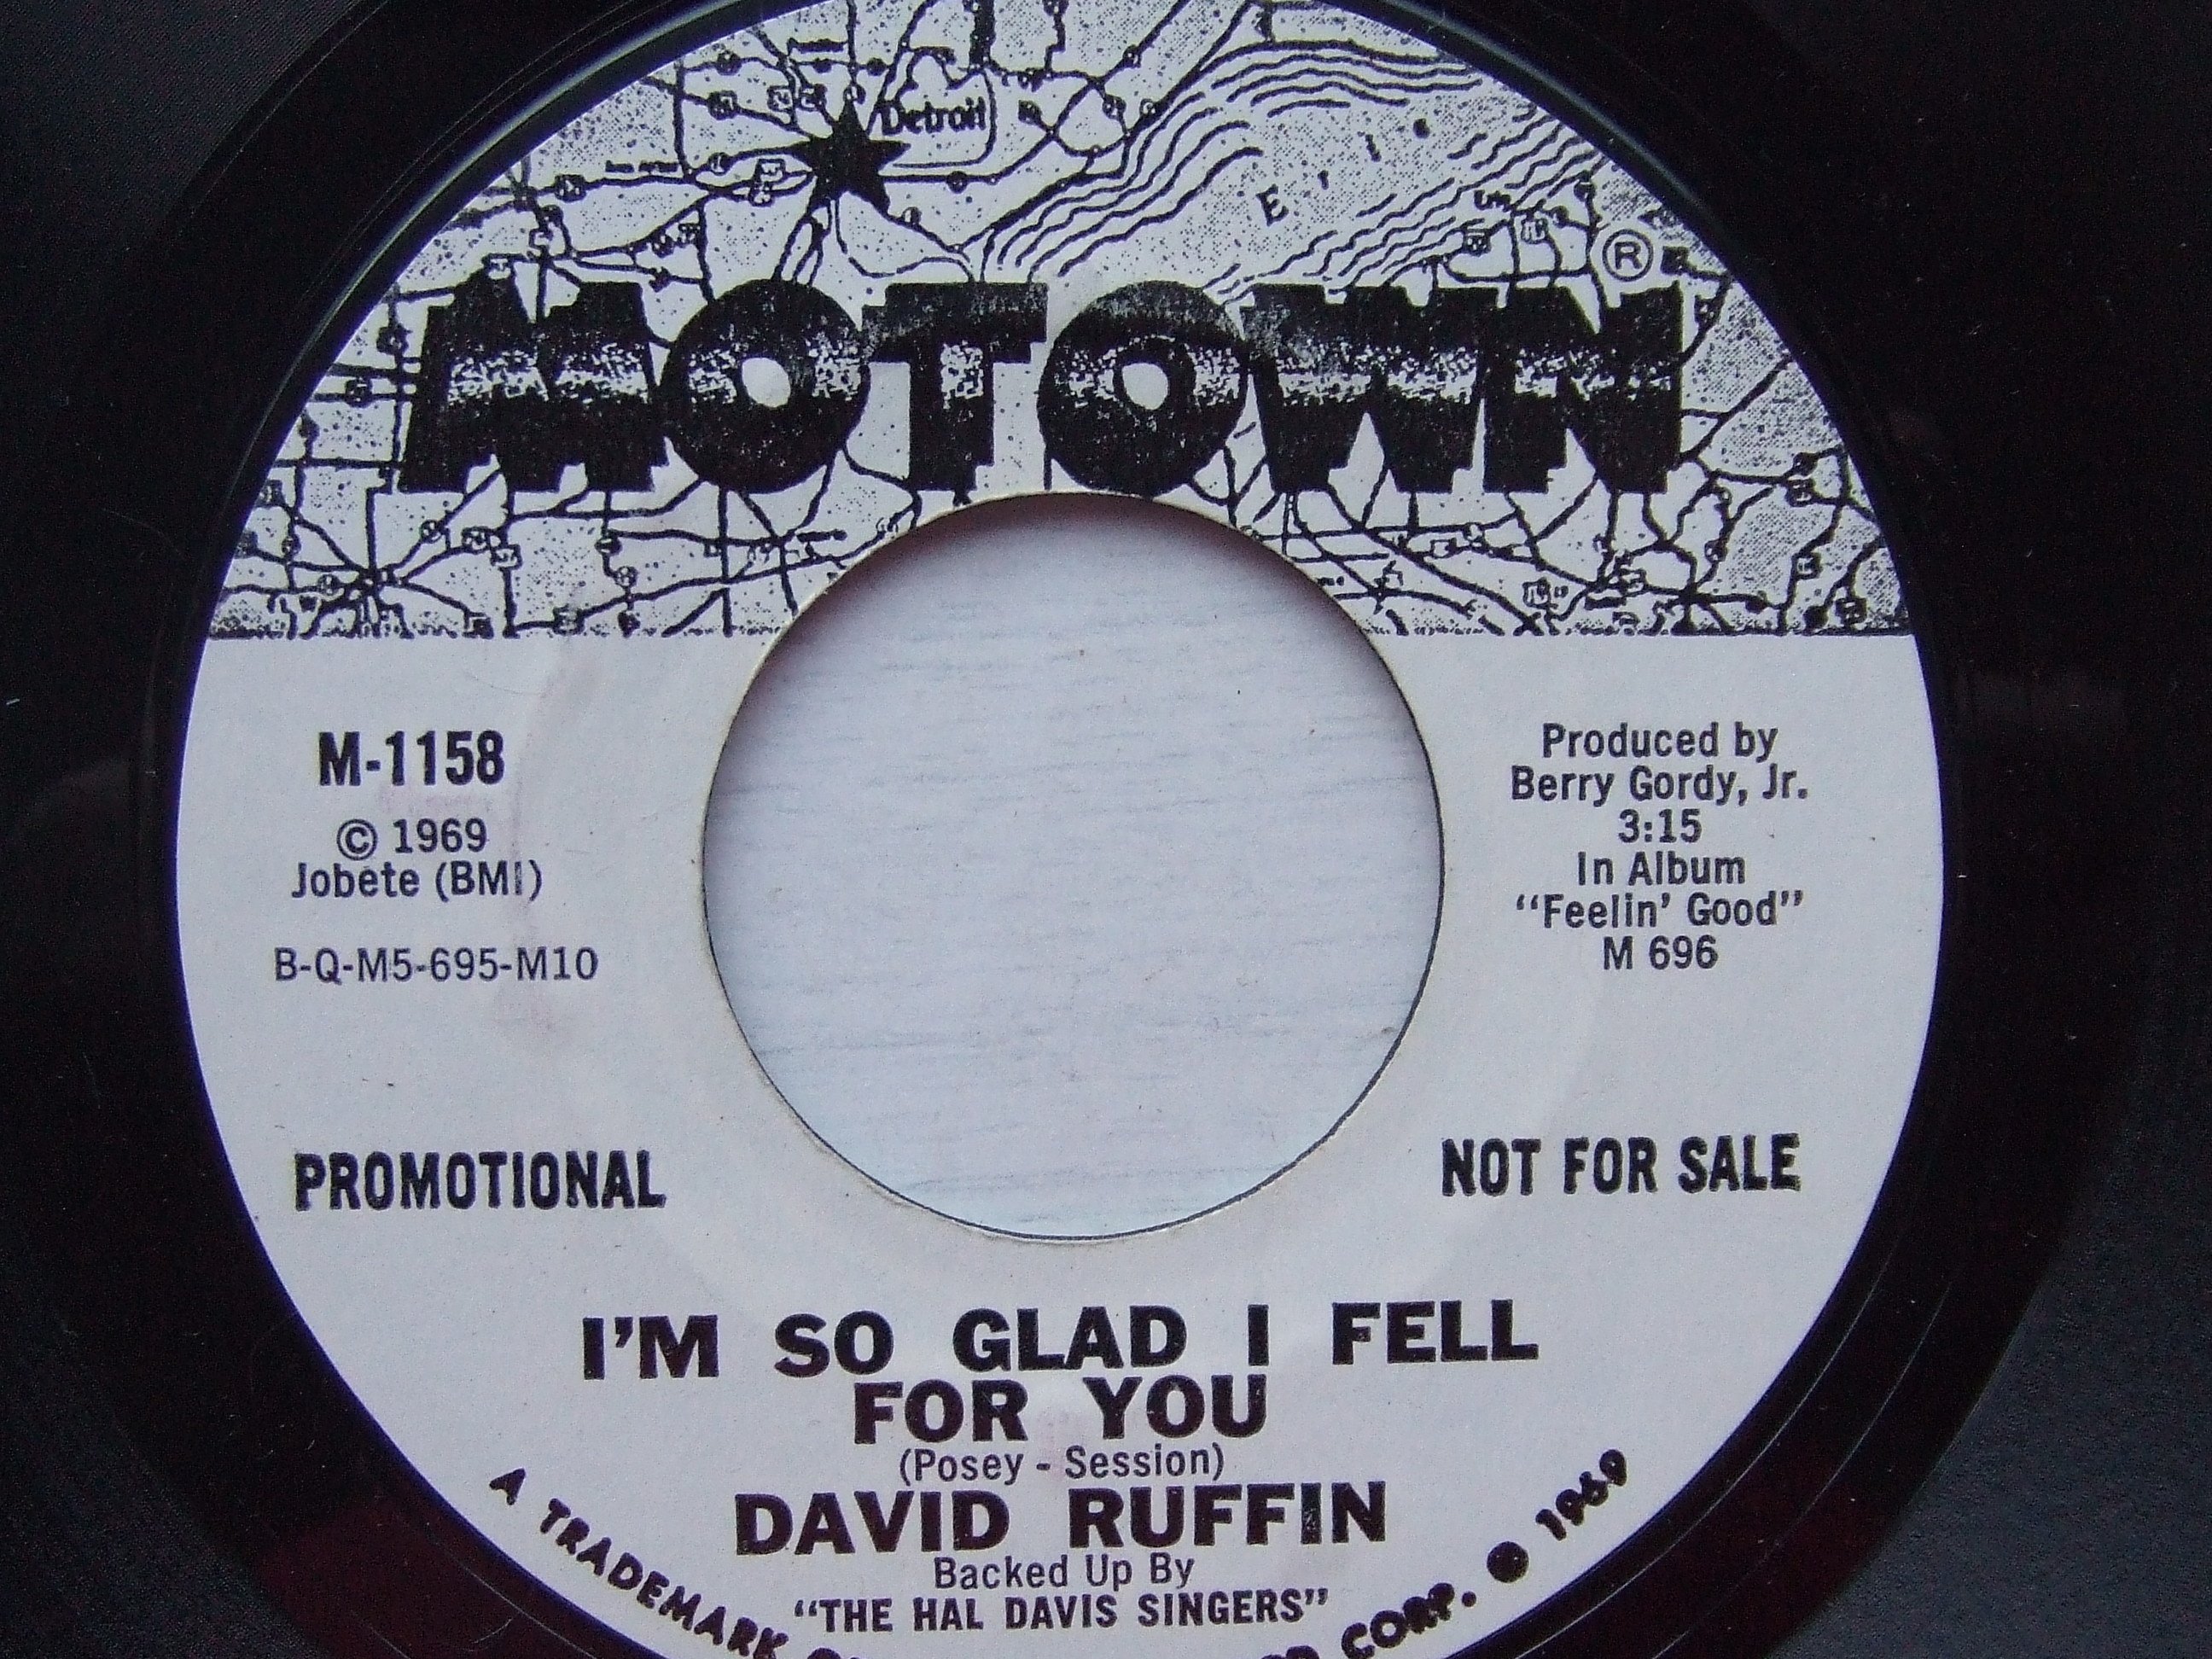 Detroit
E r i e
MOTOWN ®
M-1158
© 1969
Jobete (BMI)
B-Q-M5-695-M10
Produced by
Berry Gordy, Jr.
3:15
In Album
“Feelin’ Good”
M 696
PROMOTIONAL
NOT FOR SALE
I'M SO GLAD I FELL
FOR YOU
(Posey - Session)
DAVID RUFFIN
Backed Up By
“THE HAL DAVIS SINGERS”
A TRADEMARK CORP. ℗ 1969